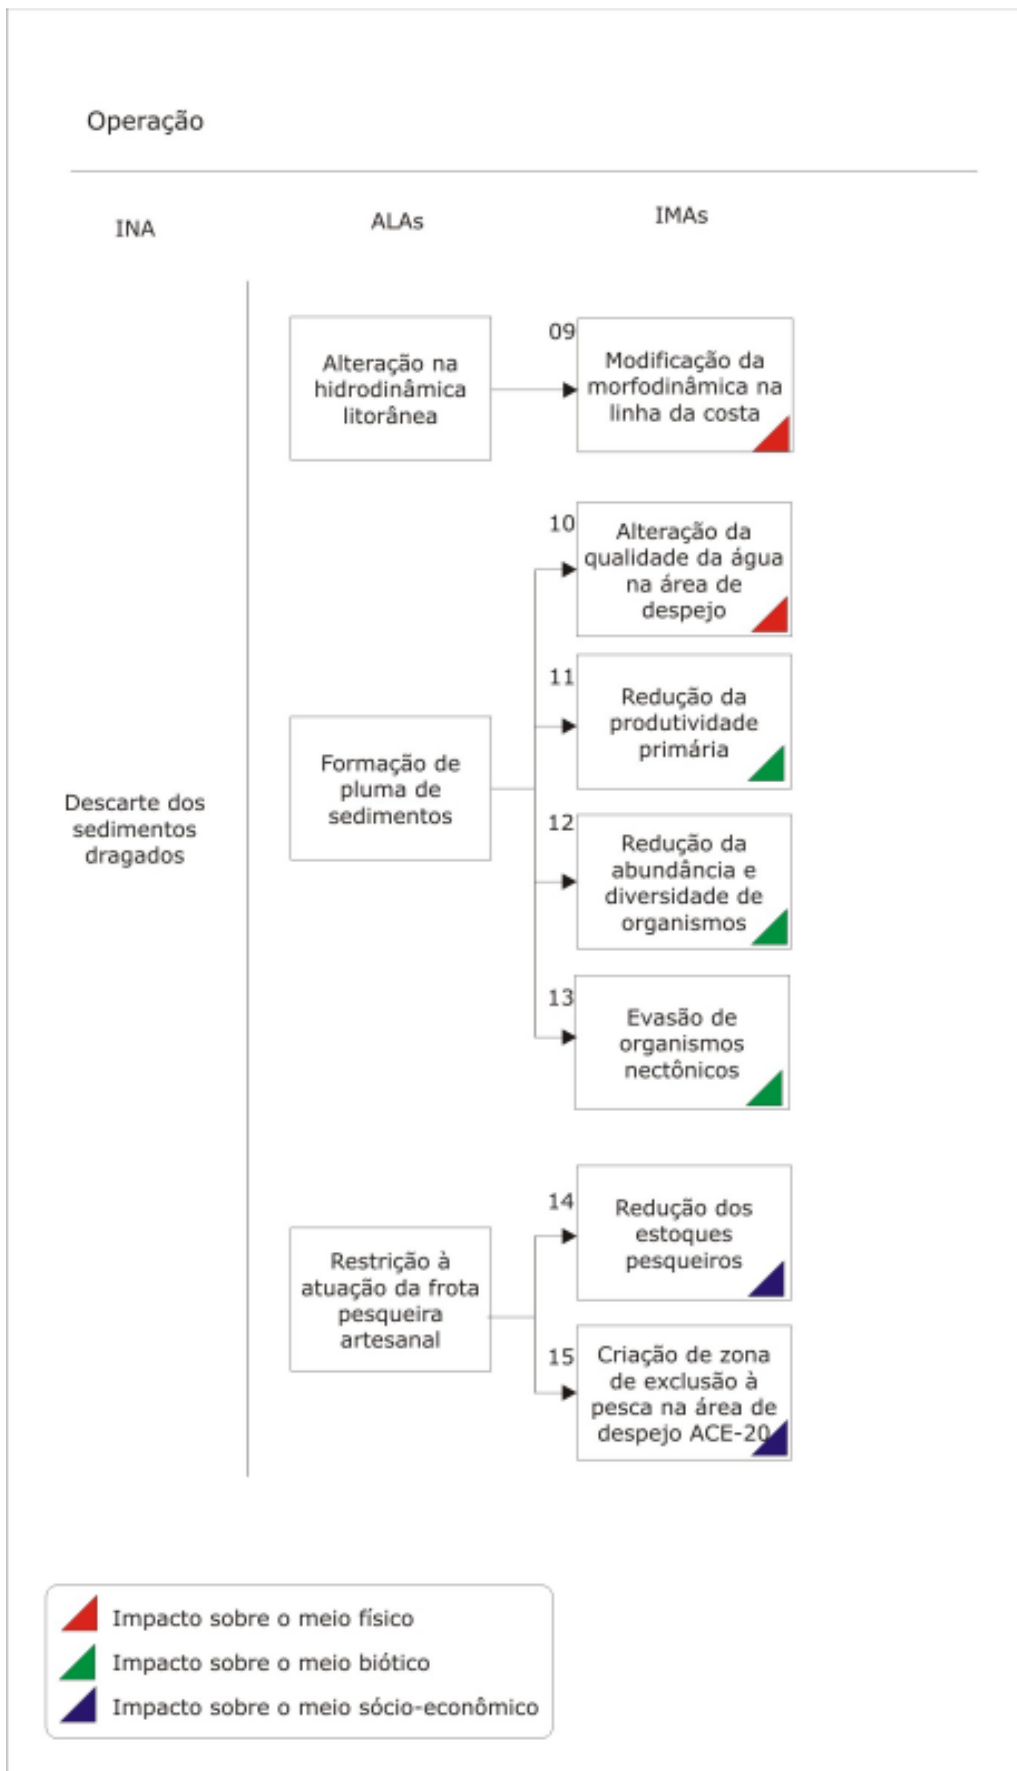 Operação
INA
ALAs
IMAs
Descarte dos
sedimentos
dragados
Alteração na
hidrodinâmica
litorânea
09
Modificação da
morfodinâmica na
linha da costa
Formação de
pluma de
sedimentos
10
Alteração da
qualidade da água
na área de
despejo
11
Redução da
produtividade
primária
12
Redução da
abundância e
diversidade de
organismos
13
Evasão de
organismos
nectônicos
Restrição à
atuação da frota
pesqueira
artesanal
14
Redução dos
estoques
pesqueiros
15
Criação de zona
de exclusão à
pesca na área de
despejo ACE-20
Impacto sobre o meio físico
Impacto sobre o meio biótico
Impacto sobre o meio sócio-econômico